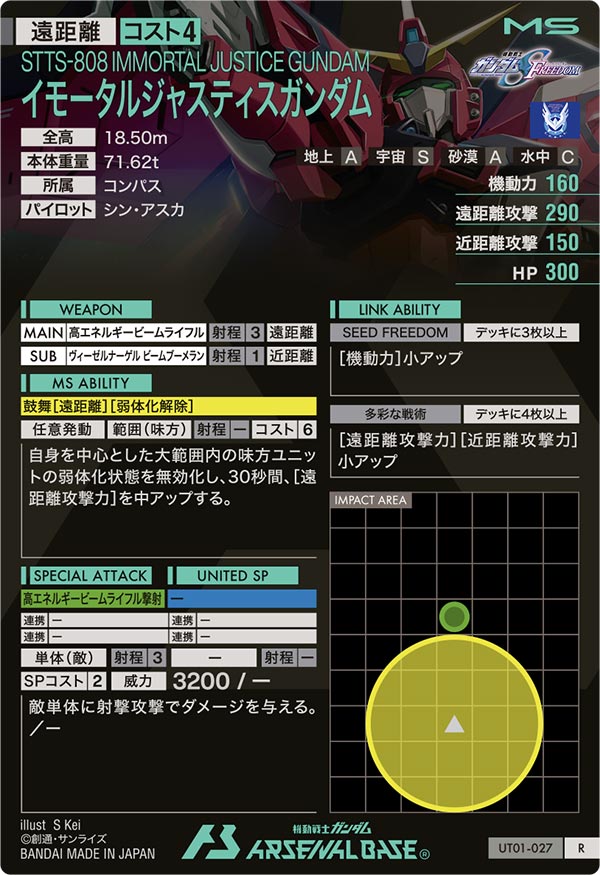 遠距離 コスト4 MS
STTS-808 IMMORTAL JUSTICE GUNDAM
イモータルジャスティスガンダム
機動戦士ガンダムSEED FREEDOM
全高 18.50m
本体重量 71.62t
所属 コンパス
パイロット シン・アスカ
地上 A 宇宙 S 砂漠 A 水中 C
機動力 160
遠距離攻撃 290
近距離攻撃 150
HP 300
WEAPON
MAIN 高エネルギービームライフル 射程 3 遠距離
SUB ヴィーゼルナーゲル ビームブーメラン 射程 1 近距離
MS ABILITY
鼓舞[遠距離][弱体化解除]
任意発動 範囲(味方) 射程 ー コスト 6
自身を中心とした大範囲内の味方ユニ
ットの弱体化状態を無効化し、30秒間、[遠
距離攻撃力]を中アップする。
LINK ABILITY
SEED FREEDOM デッキに3枚以上
[機動力]小アップ
多彩な戦術 デッキに4枚以上
[遠距離攻撃力][近距離攻撃力]
小アップ
IMPACT AREA
SPECIAL ATTACK UNITED SP
高エネルギービームライフル撃射 ー
連携 ー 連携 ー
連携 ー 連携 ー
単体(敵) 射程 3 ー 射程 ー
SPコスト 2 威力 3200 / ー
敵単体に射撃攻撃でダメージを与える。
/ー
illust S Kei
©創通・サンライズ
BANDAI MADE IN JAPAN
機動戦士ガンダム
AB ARSENAL BASE®
UT01-027 R